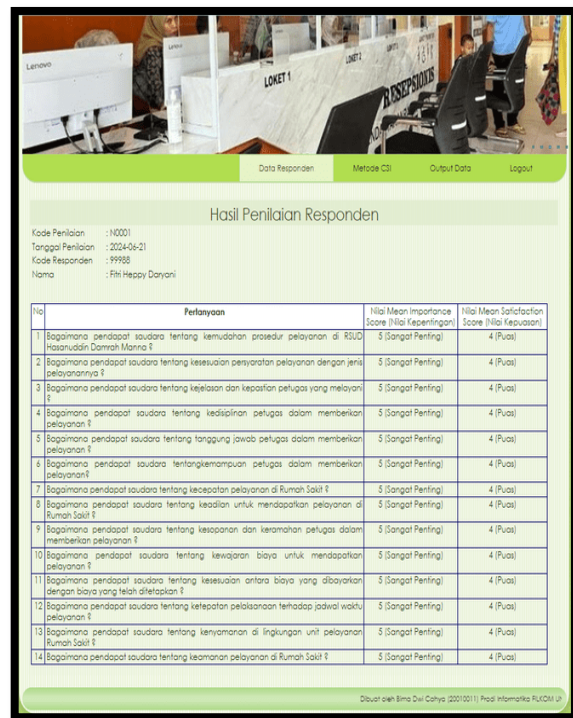 Lenovo
Lenovo
LOKET 1
LOKET 2
RESEPSIONIS
Data Responden Metode CSI Output Data Logout
Hasil Penilaian Responden
Kode Penilaian : N0001
Tanggal Penilaian : 2024-06-21
Kode Responden : 99988
Nama : Fitri Heppy Daryani
No Pertanyaan Nilai Mean Importance Nilai Mean Saticfaction
Score (Nilai Kepentingan) Score (Nilai Kepuasan)
1 Bagaimana pendapat saudara tentang kemudahan prosedur pelayanan di RSUD 5 (Sangat Penting) 4 (Puas)
Hasanuddin Damrah Manna ?
2 Bagaimana pendapat saudara tentang kesesuaian persyaratan pelayanan dengan jenis 5 (Sangat Penting) 4 (Puas)
pelayanannya ?
3 Bagaimana pendapat saudara tentang kejelasan dan kepastian petugas yang melayani 5 (Sangat Penting) 4 (Puas)
?
4 Bagaimana pendapat saudara tentang kedisiplinan petugas dalam memberikan 5 (Sangat Penting) 4 (Puas)
pelayanan ?
5 Bagaimana pendapat saudara tentang tanggung jawab petugas dalam memberikan 5 (Sangat Penting) 4 (Puas)
pelayanan ?
6 Bagaimana pendapat saudara tentangkemampuan petugas dalam memberikan 5 (Sangat Penting) 4 (Puas)
pelayanan?
7 Bagaimana pendapat saudara tentang kecepatan pelayanan di Rumah Sakit ? 5 (Sangat Penting) 4 (Puas)
8 Bagaimana pendapat saudara tentang keadilan untuk mendapatkan pelayanan di 5 (Sangat Penting) 4 (Puas)
Rumah Sakit ?
9 Bagaimana pendapat saudara tentang kesopanan dan keramahan petugas dalam 5 (Sangat Penting) 4 (Puas)
memberikan pelayanan ?
10 Bagaimana pendapat saudara tentang kewajaran biaya untuk mendapatkan 5 (Sangat Penting) 4 (Puas)
pelayanan ?
11 Bagaimana pendapat saudara tentang kesesuaian antara biaya yang dibayarkan 5 (Sangat Penting) 4 (Puas)
dengan biaya yang telah ditetapkan ?
12 Bagaimana pendapat saudara tentang ketepatan pelaksanaan terhadap jadwal waktu 5 (Sangat Penting) 4 (Puas)
pelayanan ?
13 Bagaimana pendapat saudara tentang kenyamanan di lingkungan unit pelayanan 5 (Sangat Penting) 4 (Puas)
Rumah Sakit ?
14 Bagaimana pendapat saudara tentang keamanan pelayanan di Rumah Sakit ? 5 (Sangat Penting) 4 (Puas)
Dibuat oleh Bima Dwi Cahya (20010011) Prodi Informatika FILKOM